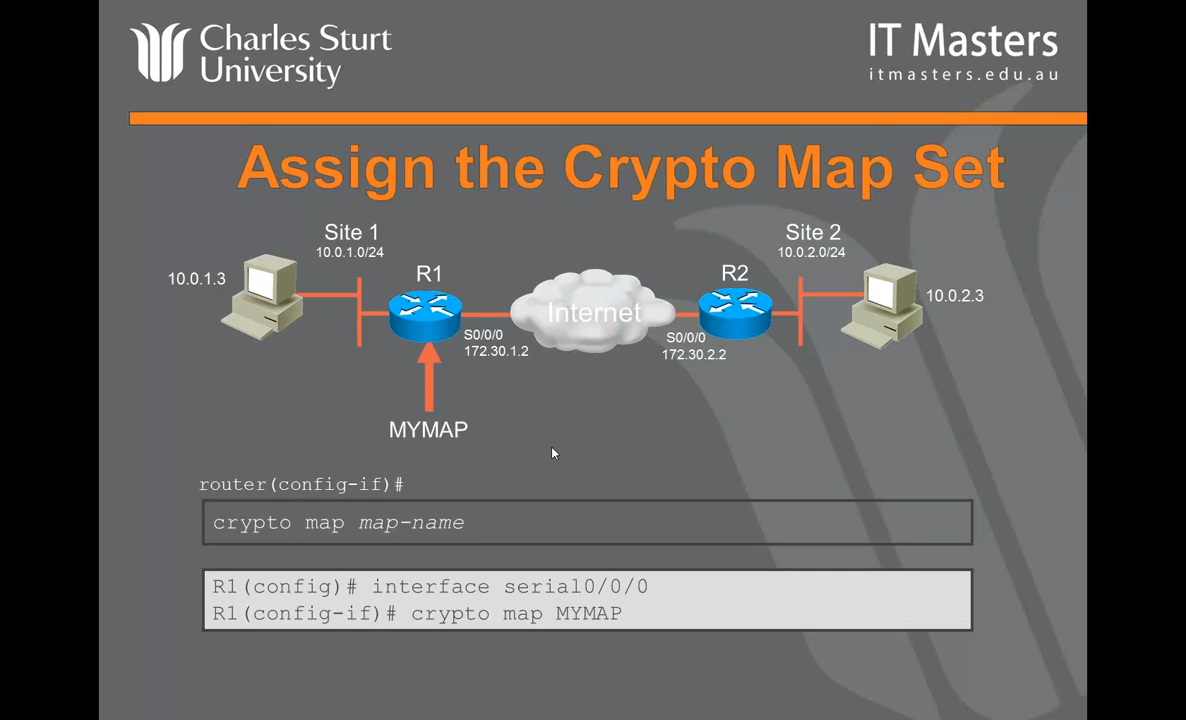 Charles Sturt
University
IT Masters
itmasters.edu.au
Assign the Crypto Map Set
Site 1
10.0.1.0/24
Site 2
10.0.2.0/24
10.0.1.3
R1
Internet
R2
10.0.2.3
S0/0/0
172.30.1.2
S0/0/0
172.30.2.2
MYMAP
router(config-if)#
crypto map map-name
R1(config)# interface serial0/0/0
R1(config-if)# crypto map MYMAP